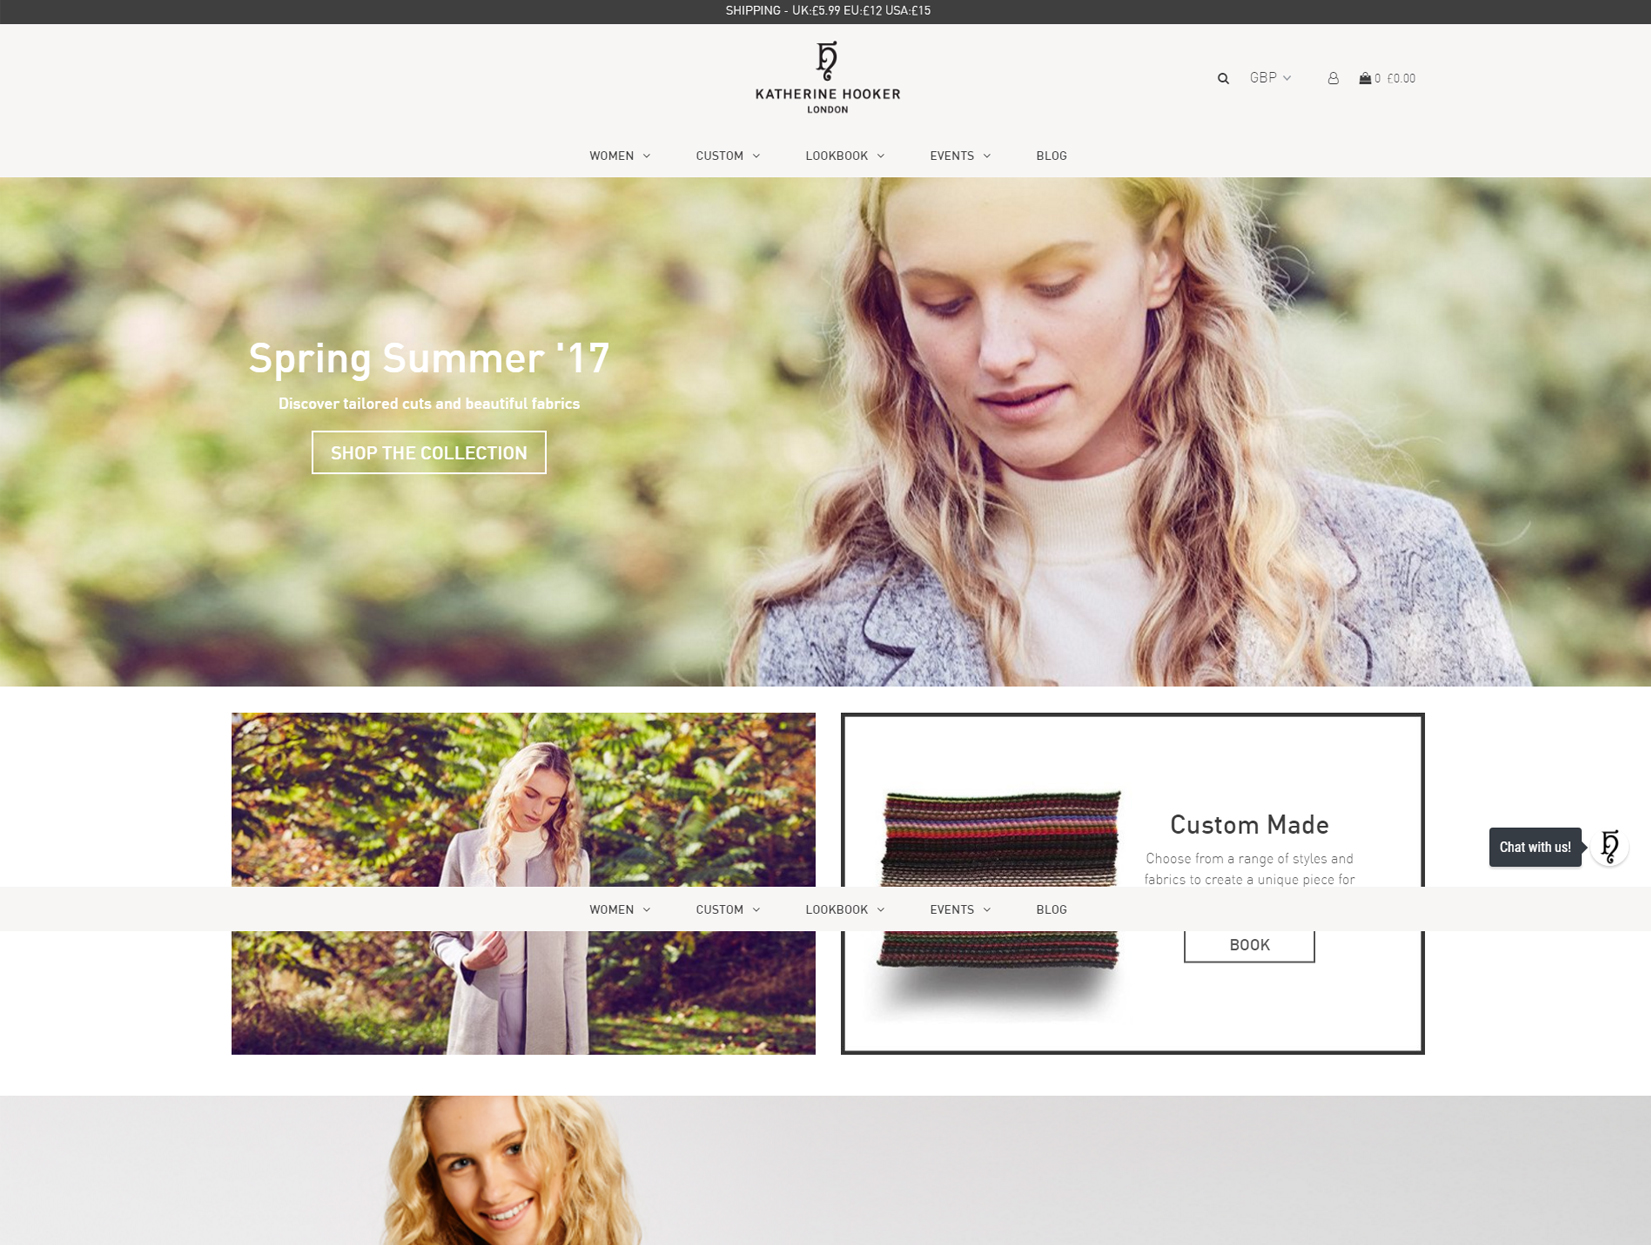 SHIPPING - UK:£5.99 EU:£12 USA:£15
KATHERINE HOOKER
LONDON
GBP
0 £0.00
WOMEN CUSTOM LOOKBOOK EVENTS BLOG
Spring Summer '17
Discover tailored cuts and beautiful fabrics
SHOP THE COLLECTION
Custom Made
Choose from a range of styles and
fabrics to create a unique piece for
Chat with us!
WOMEN CUSTOM LOOKBOOK EVENTS BLOG
BOOK